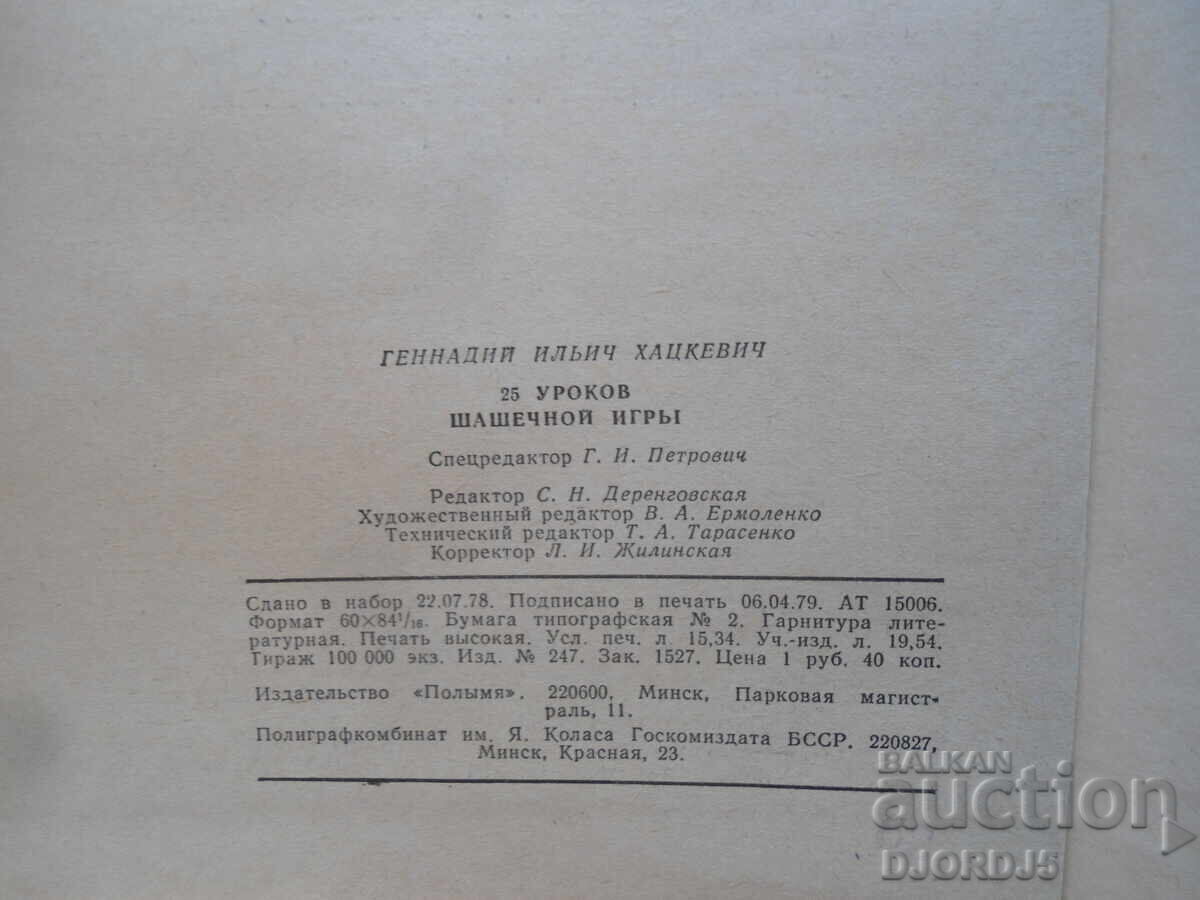 ГЕННАДИЙ ИЛЬИЧ ХАЦКЕВИЧ
25 УРОКОВ
ШАШЕЧНОЙ ИГРЫ
Спецредактор Г. И. Петрович
Редактор С. Н. Деренговская
Художественный редактор В. А. Ермоленко
Технический редактор Т. А. Тарасенко
Корректор Л. И. Жилинская
Сдано в набор 22.07.78. Подписано в печать 06.04.79. АТ 15006.
Формат 60×84¹/₁₆. Бумага типографская № 2. Гарнитура лите-
ратурная. Печать высокая. Усл. печ. л. 15,34. Уч.-изд. л. 19,54.
Тираж 100 000 экз. Изд. № 247. Зак. 1527. Цена 1 руб. 40 коп.
Издательство «Полымя». 220600, Минск, Парковая магист-
раль, 11.
Полиграфкомбинат им. Я. Коласа Госкомиздата БССР. 220827,
Минск, Красная, 23.
BALKAN
auction
DJORDJ5